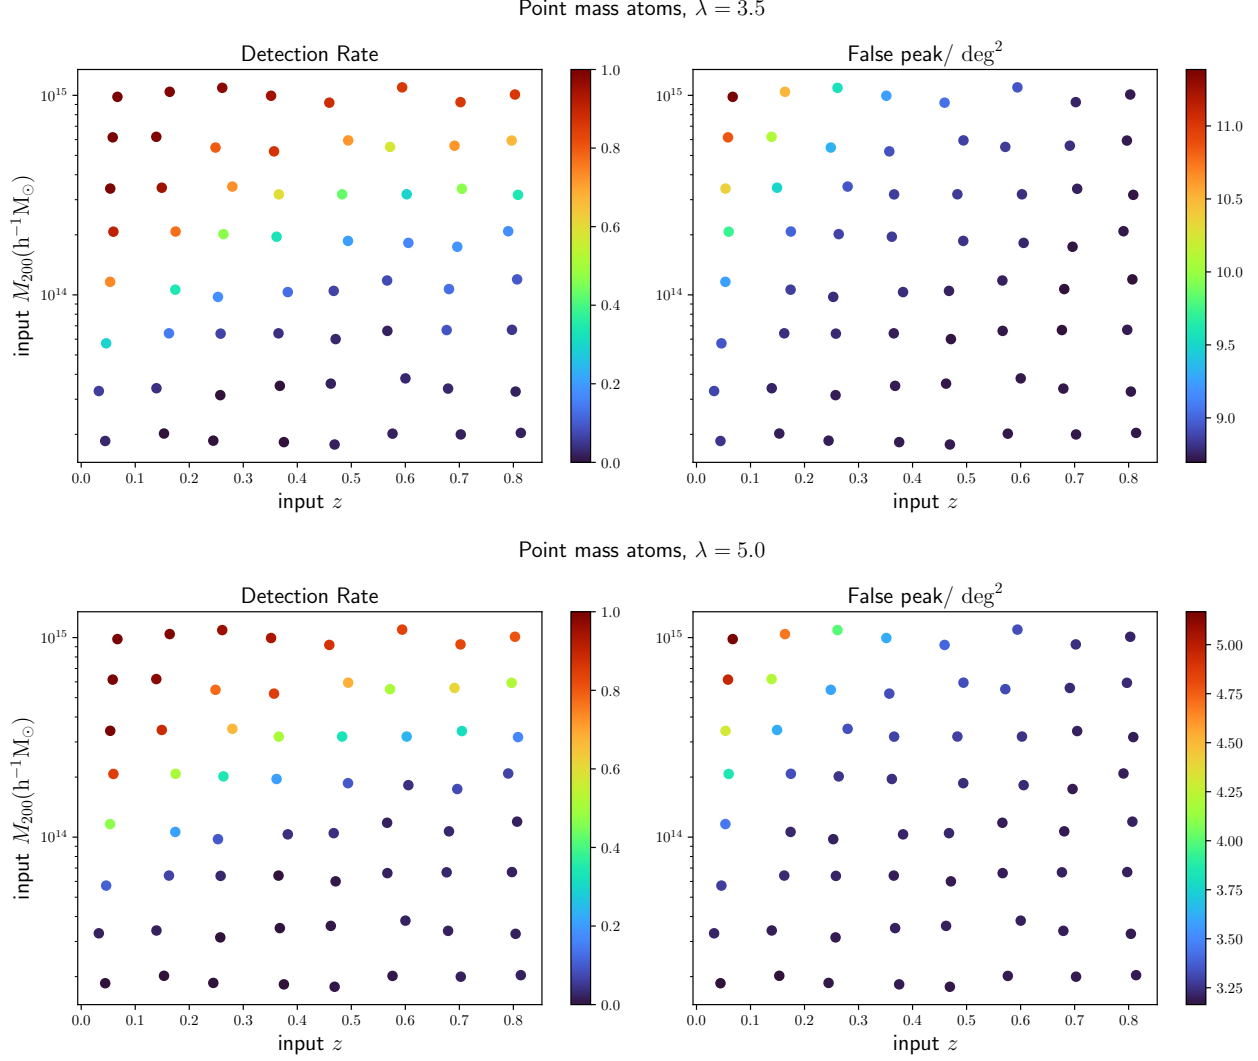 Point mass atoms, λ = 3.5
Detection Rate
False peak/ deg²
input M₂₀₀(h⁻¹M⊙)
10¹⁵
10¹⁴
0.0 0.1 0.2 0.3 0.4 0.5 0.6 0.7 0.8
input z
1.0
0.8
0.6
0.4
0.2
0.0
0.0 0.1 0.2 0.3 0.4 0.5 0.6 0.7 0.8
input z
11.0
10.5
10.0
9.5
9.0
Point mass atoms, λ = 5.0
Detection Rate
False peak/ deg²
input M₂₀₀(h⁻¹M⊙)
10¹⁵
10¹⁴
0.0 0.1 0.2 0.3 0.4 0.5 0.6 0.7 0.8
input z
1.0
0.8
0.6
0.4
0.2
0.0
10¹⁵
10¹⁴
0.0 0.1 0.2 0.3 0.4 0.5 0.6 0.7 0.8
input z
5.00
4.75
4.50
4.25
4.00
3.75
3.50
3.25